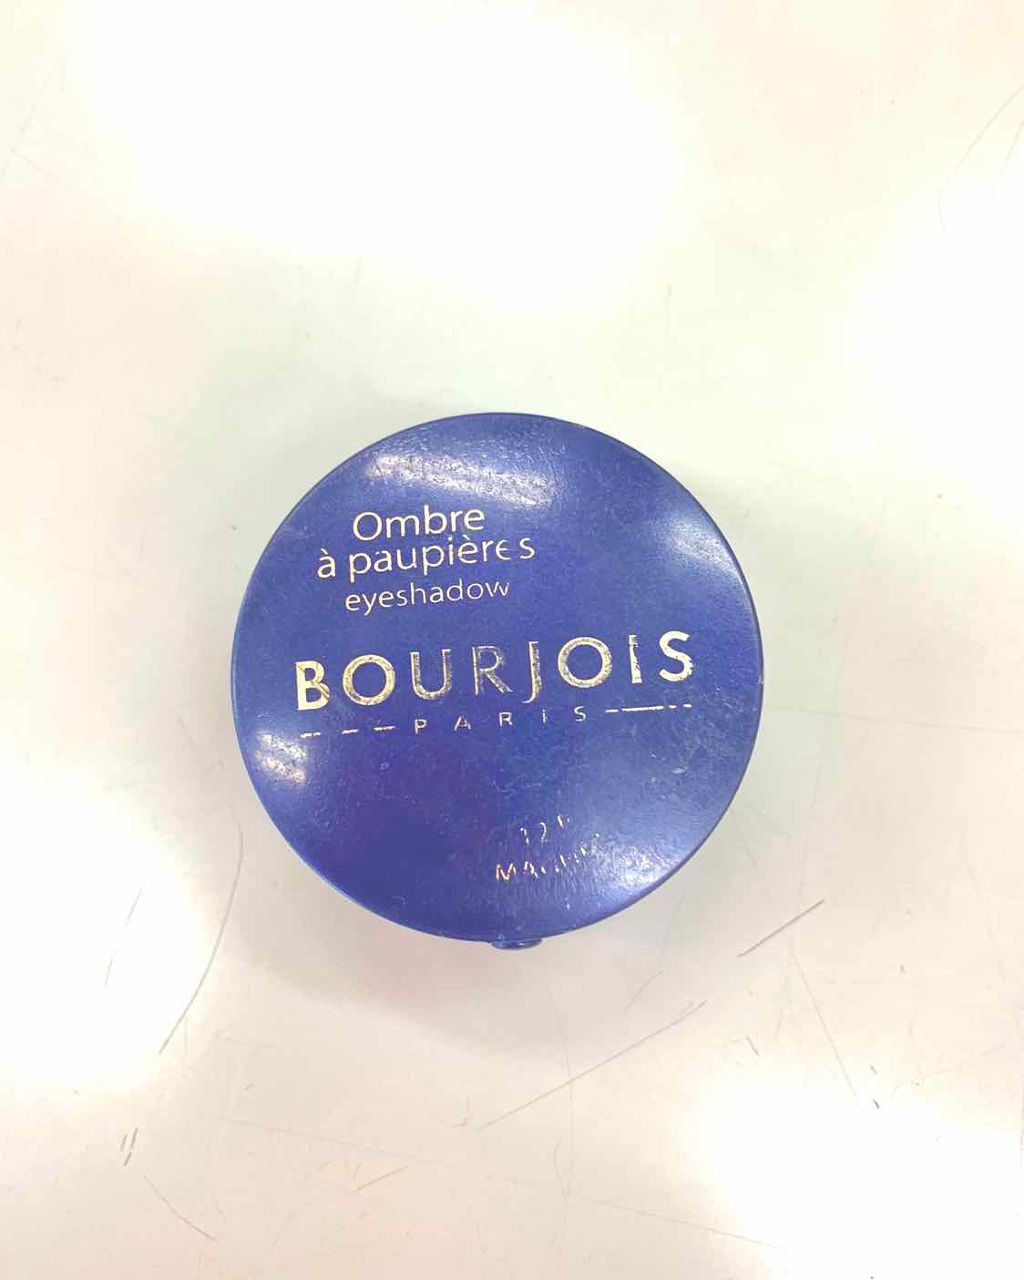 Ombre
à paupières
eyeshadow
BOURJOIS
PARIS